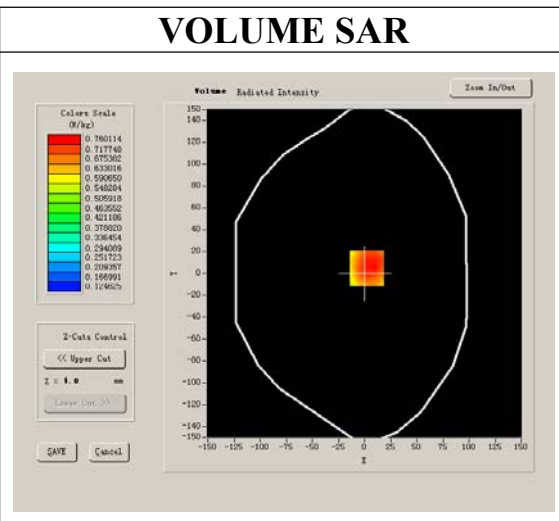 VOLUME SAR
Volume Radiated Intensity
Zoom In/Out
Colors Scale
(W/kg)
0.760114
0.717748
0.675382
0.633016
0.590650
0.548284
0.505918
0.463552
0.421186
0.378820
0.336454
0.294089
0.251723
0.209357
0.166991
0.124625
Z-Cuts Control
<< Upper Cut
Z = 4.0 mm
Lower Cut >>
SAVE
Cancel
150
140
120
100
80
60
40
20
0
-20
-40
-60
-80
-100
-120
-140
-150
Y
-150 -125 -100 -75 -50 -25 0 25 50 75 100 125 150
X